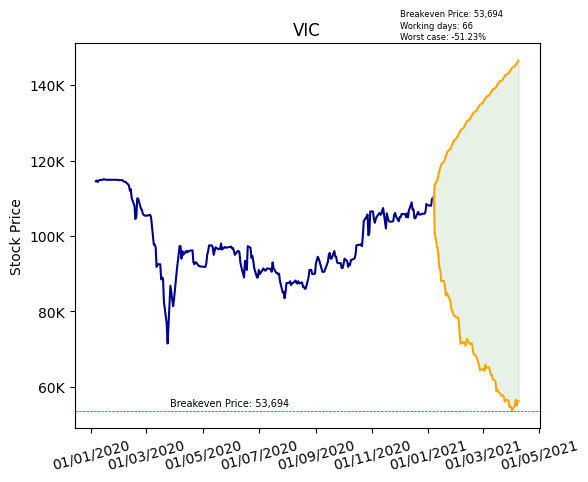 Breakeven Price: 53,694
Working days: 66
Worst case: -51.23%
VIC
Stock Price
140K
120K
100K
80K
60K
Breakeven Price: 53,694
01/01/2020
01/03/2020
01/05/2020
01/07/2020
01/09/2020
01/11/2020
01/01/2021
01/03/2021
01/05/2021